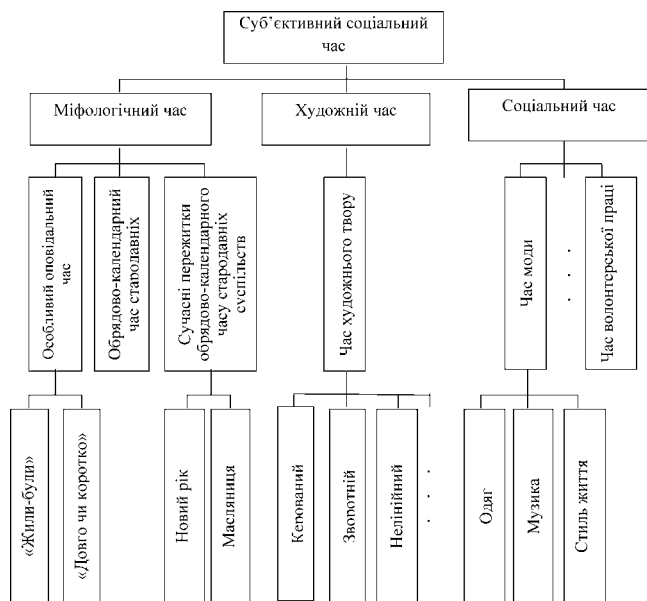 Суб’єктивний соціальний
час
Міфологічний час
Художній час
Соціальний час
Особливий оповідальний
час
Обрядово-календарний
час стародавніх
Сучасні пережитки
обрядово-календарного
часу стародавніх
суспільств
Час художнього твору
Час моди
. . . .
Час волонтерської праці
«Жили-були»
«Довго чи коротко»
Новий рік
Масляниця
Керований
Зворотній
Нелінійний
. . . .
Одяг
Музика
Стиль життя